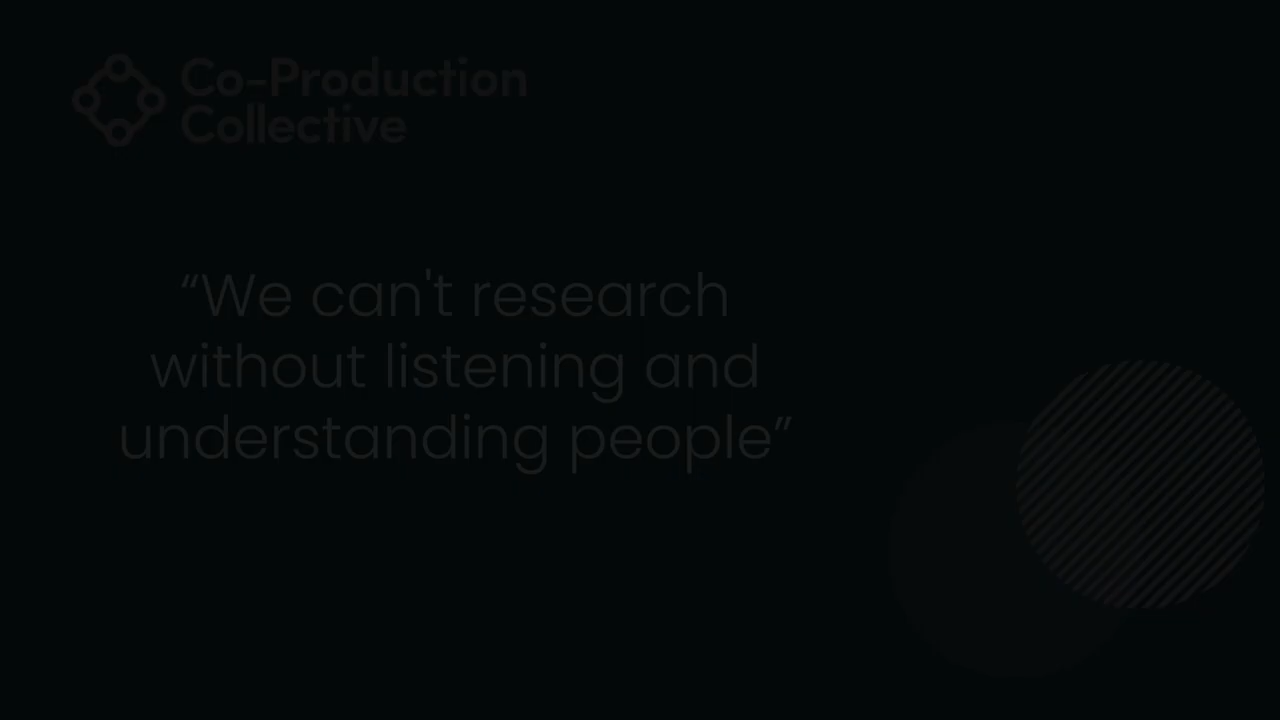 Co-Production
Collective
“We can't research
without listening and
understanding people”